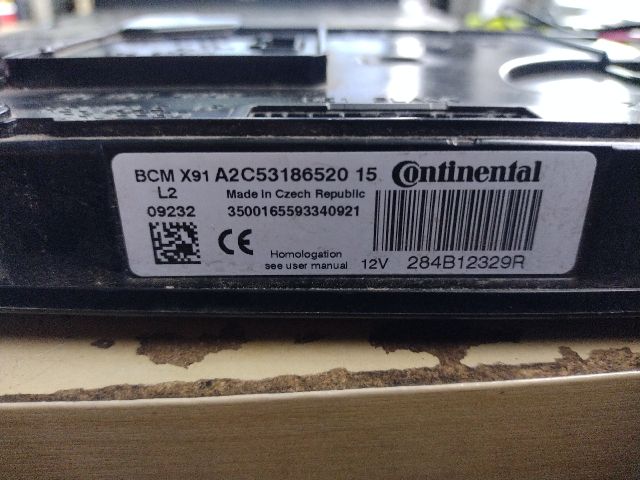 BCM X91 A2C53186520 15 Continental
L2 Made in Czech Republic
09232 3500165593340921
CE Homologation
see user manual 12V 284B12329R